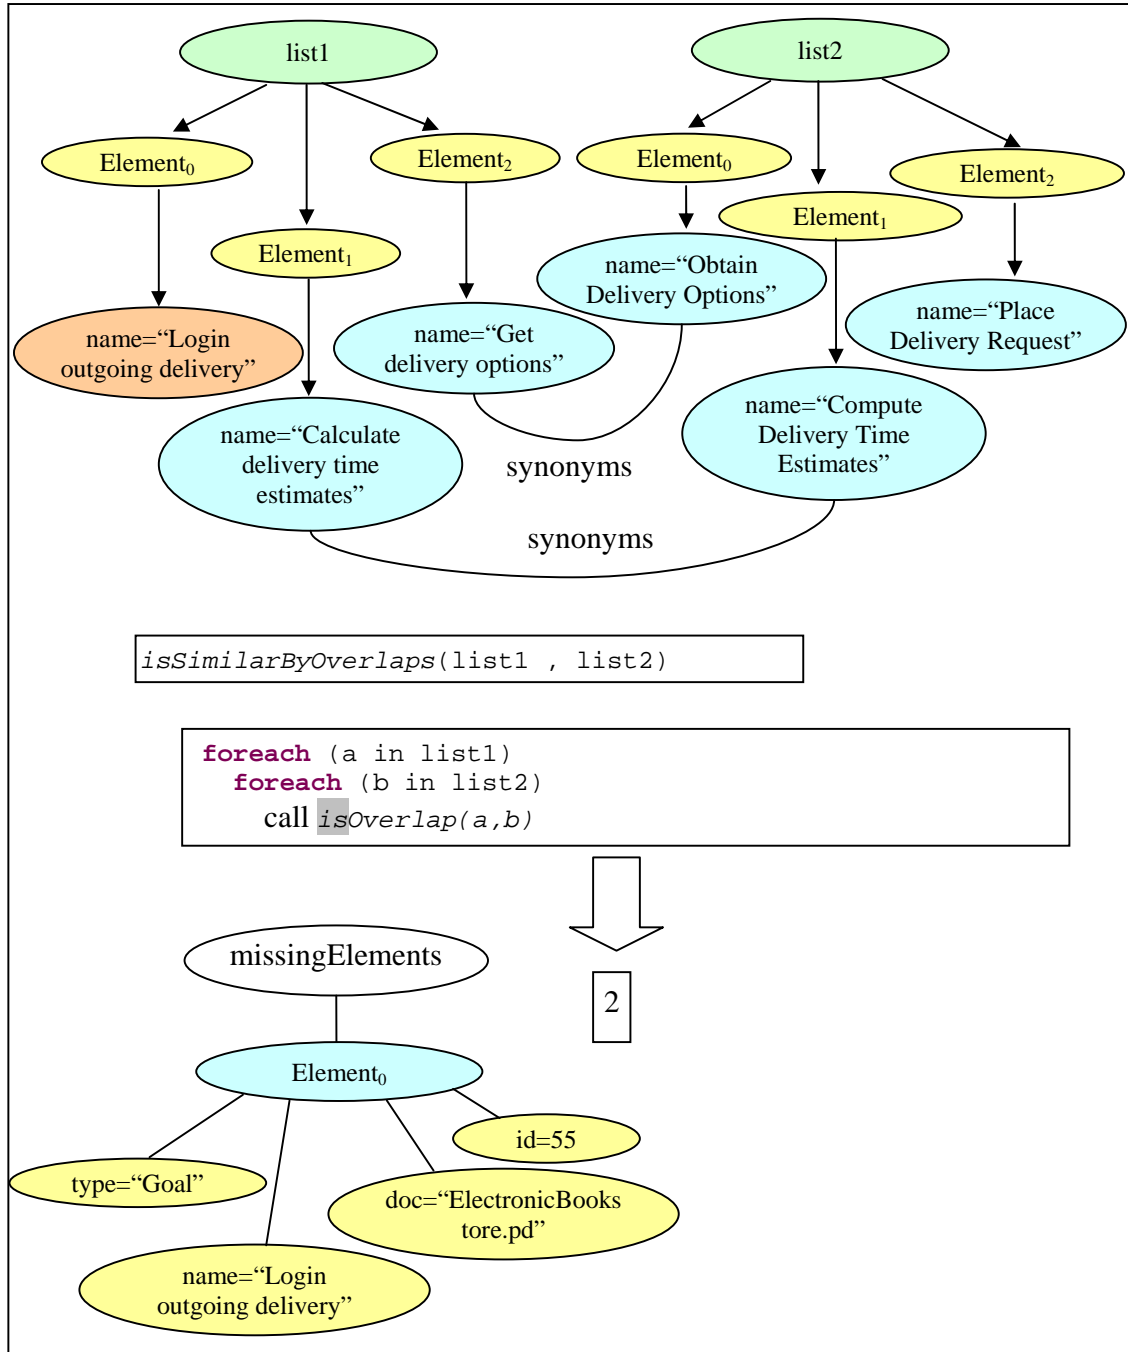 list1
list2
Element₀
Element₂
Element₀
Element₂
Element₁
Element₁
name=“Login
outgoing delivery”
name=“Get
delivery options”
name=“Obtain
Delivery Options”
name=“Place
Delivery Request”
name=“Calculate
delivery time
estimates”
name=“Compute
Delivery Time
Estimates”
synonyms
synonyms
isSimilarByOverlaps(list1 , list2)
foreach (a in list1)
foreach (b in list2)
call isOverlap(a,b)
missingElements
2
Element₀
id=55
type=“Goal”
doc=“ElectronicBooks
tore.pd”
name=“Login
outgoing delivery”